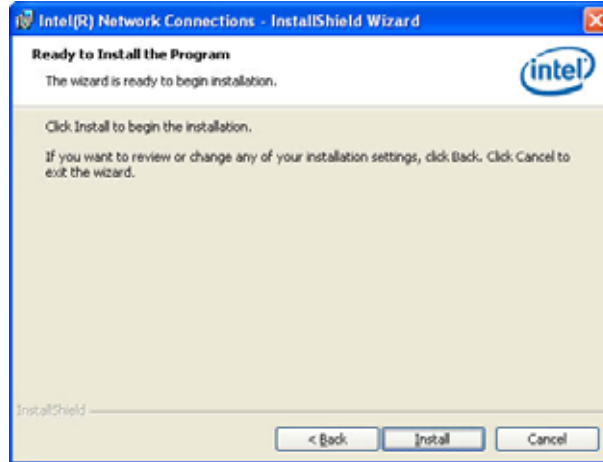 Intel(R) Network Connections - InstallShield Wizard
Ready to Install the Program
The wizard is ready to begin installation.
intel
Click Install to begin the installation.
If you want to review or change any of your installation settings, click Back. Click Cancel to
exit the wizard.
InstallShield
< Back
Install
Cancel